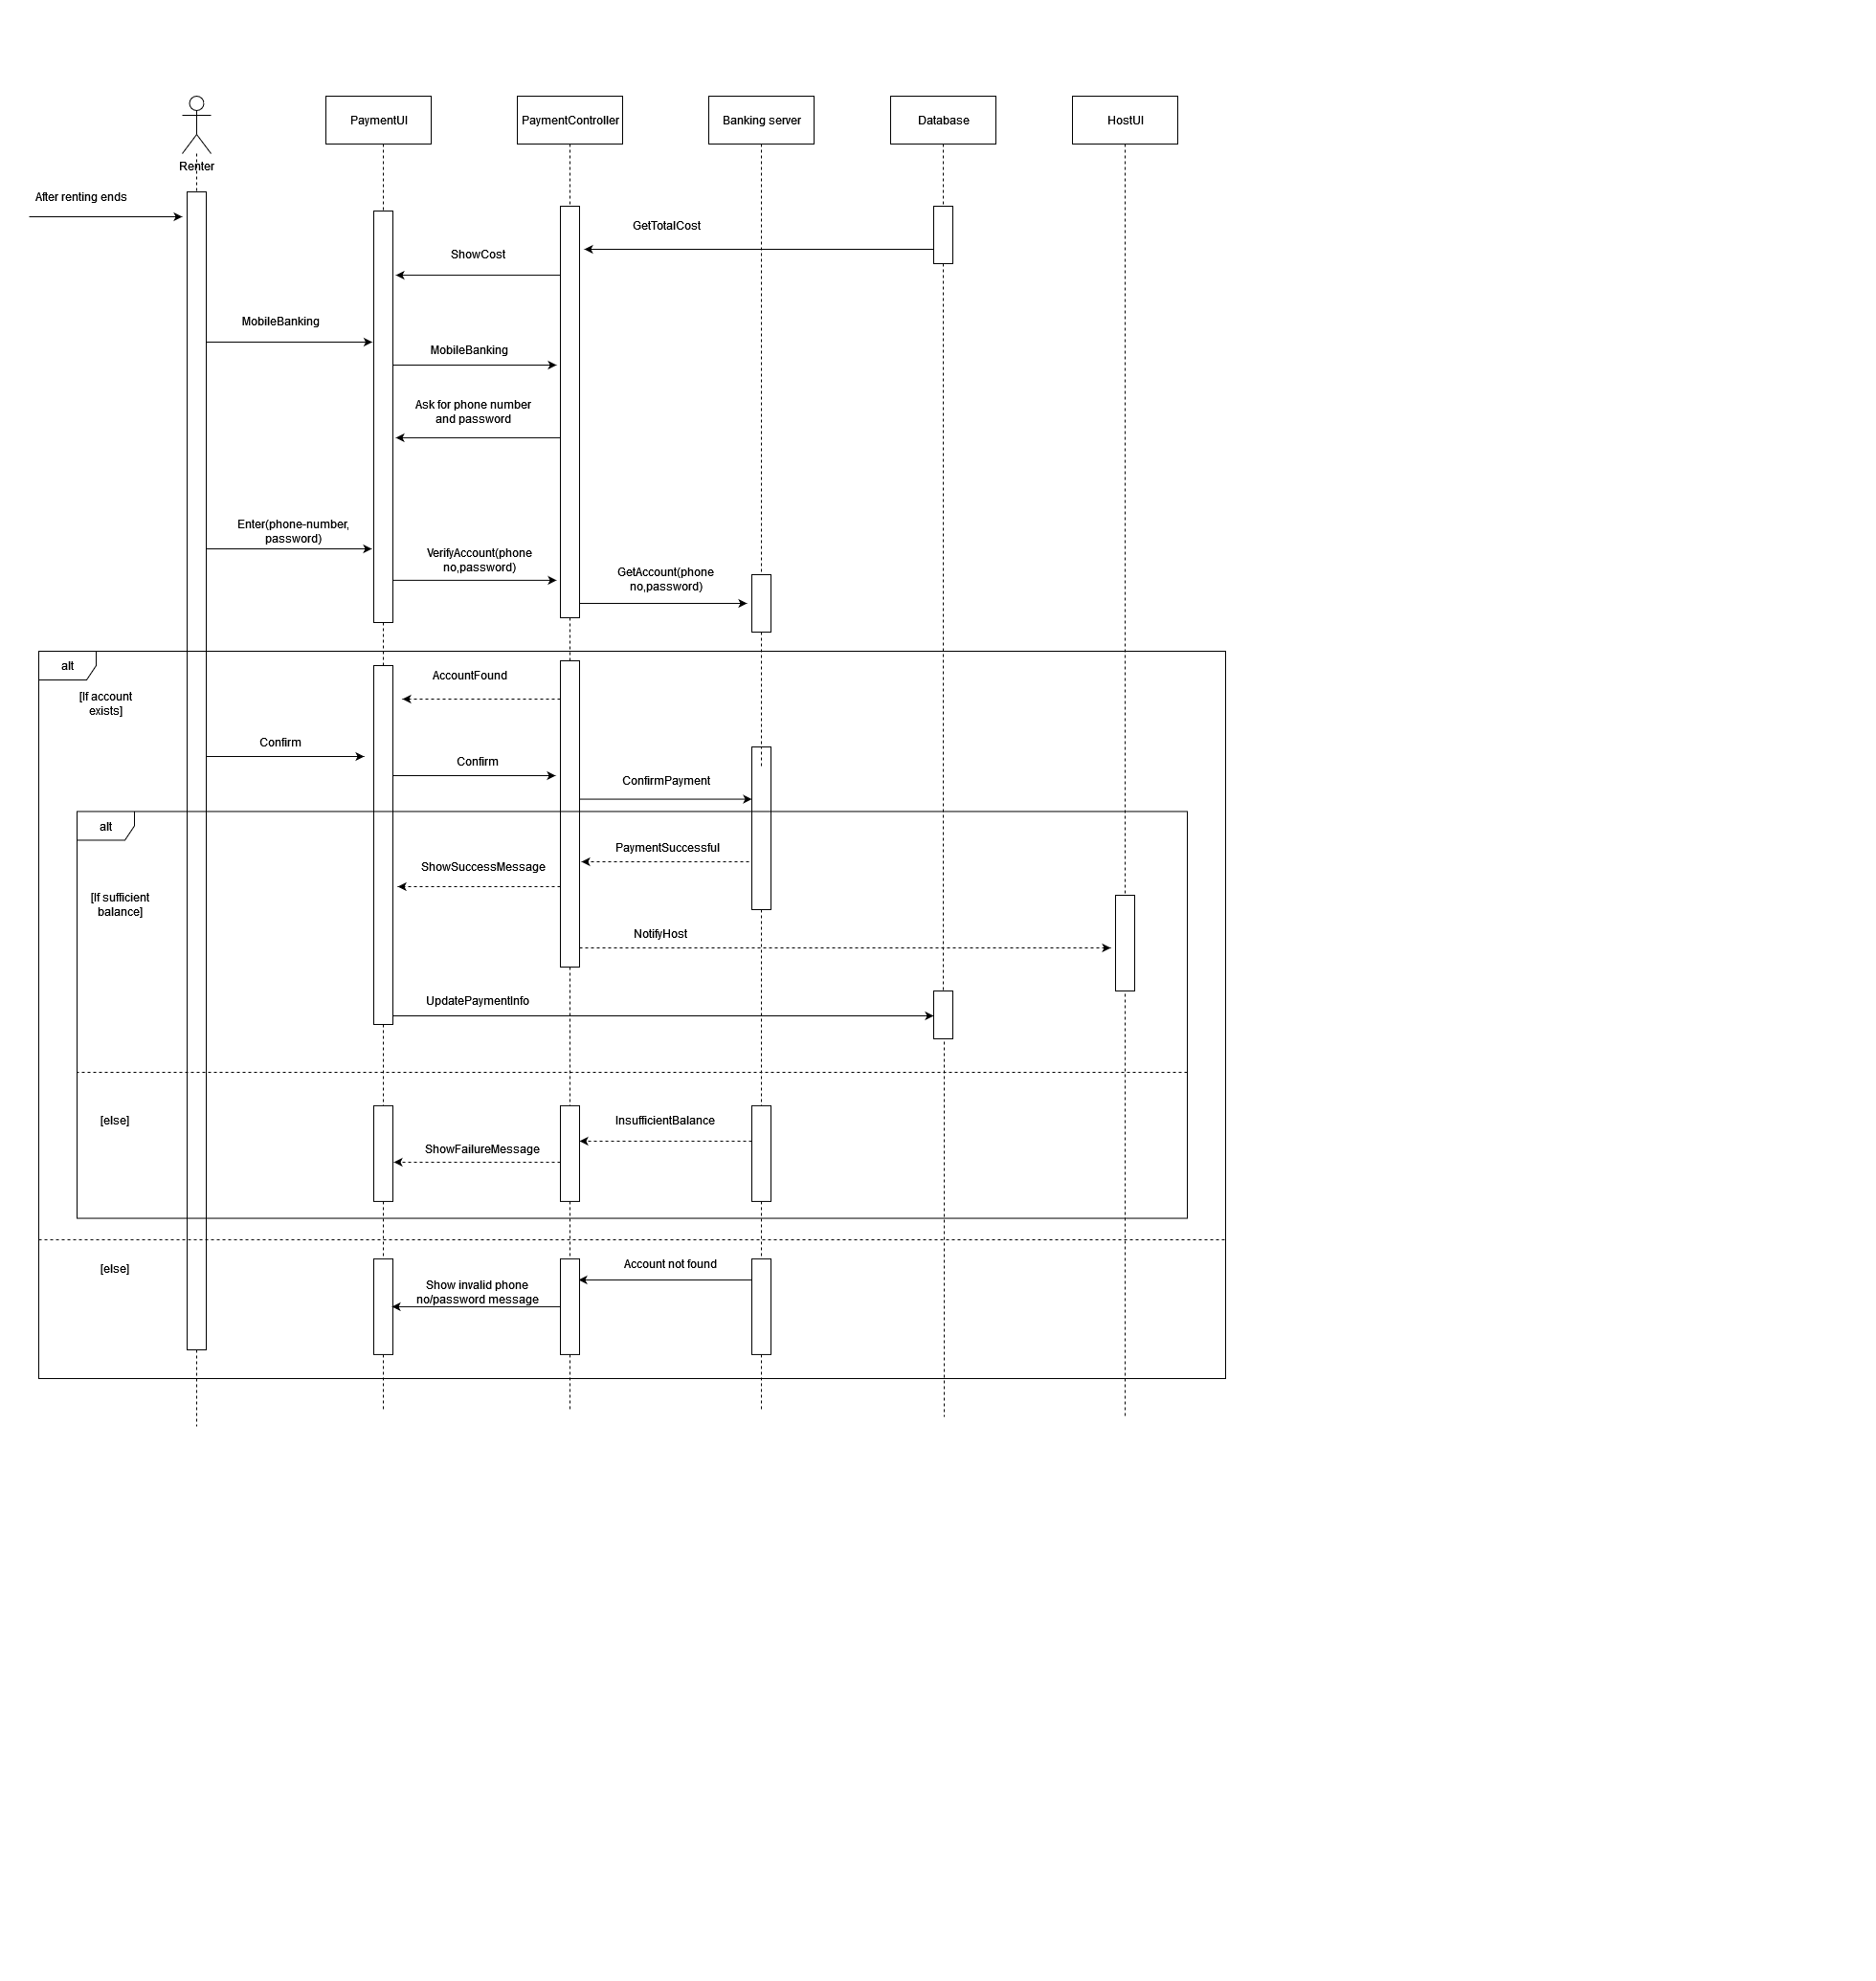 PaymentUI
PaymentController
Banking server
Database
HostUI
Renter
After renting ends
GetTotalCost
ShowCost
MobileBanking
MobileBanking
Ask for phone number
and password
Enter(phone-number,
password)
VerifyAccount(phone
no,password)
GetAccount(phone
no,password)
alt
AccountFound
[If account
exists]
Confirm
Confirm
ConfirmPayment
alt
PaymentSuccessful
ShowSuccessMessage
[If sufficient
balance]
NotifyHost
UpdatePaymentInfo
[else]
InsufficientBalance
ShowFailureMessage
[else]
Account not found
Show invalid phone
no/password message